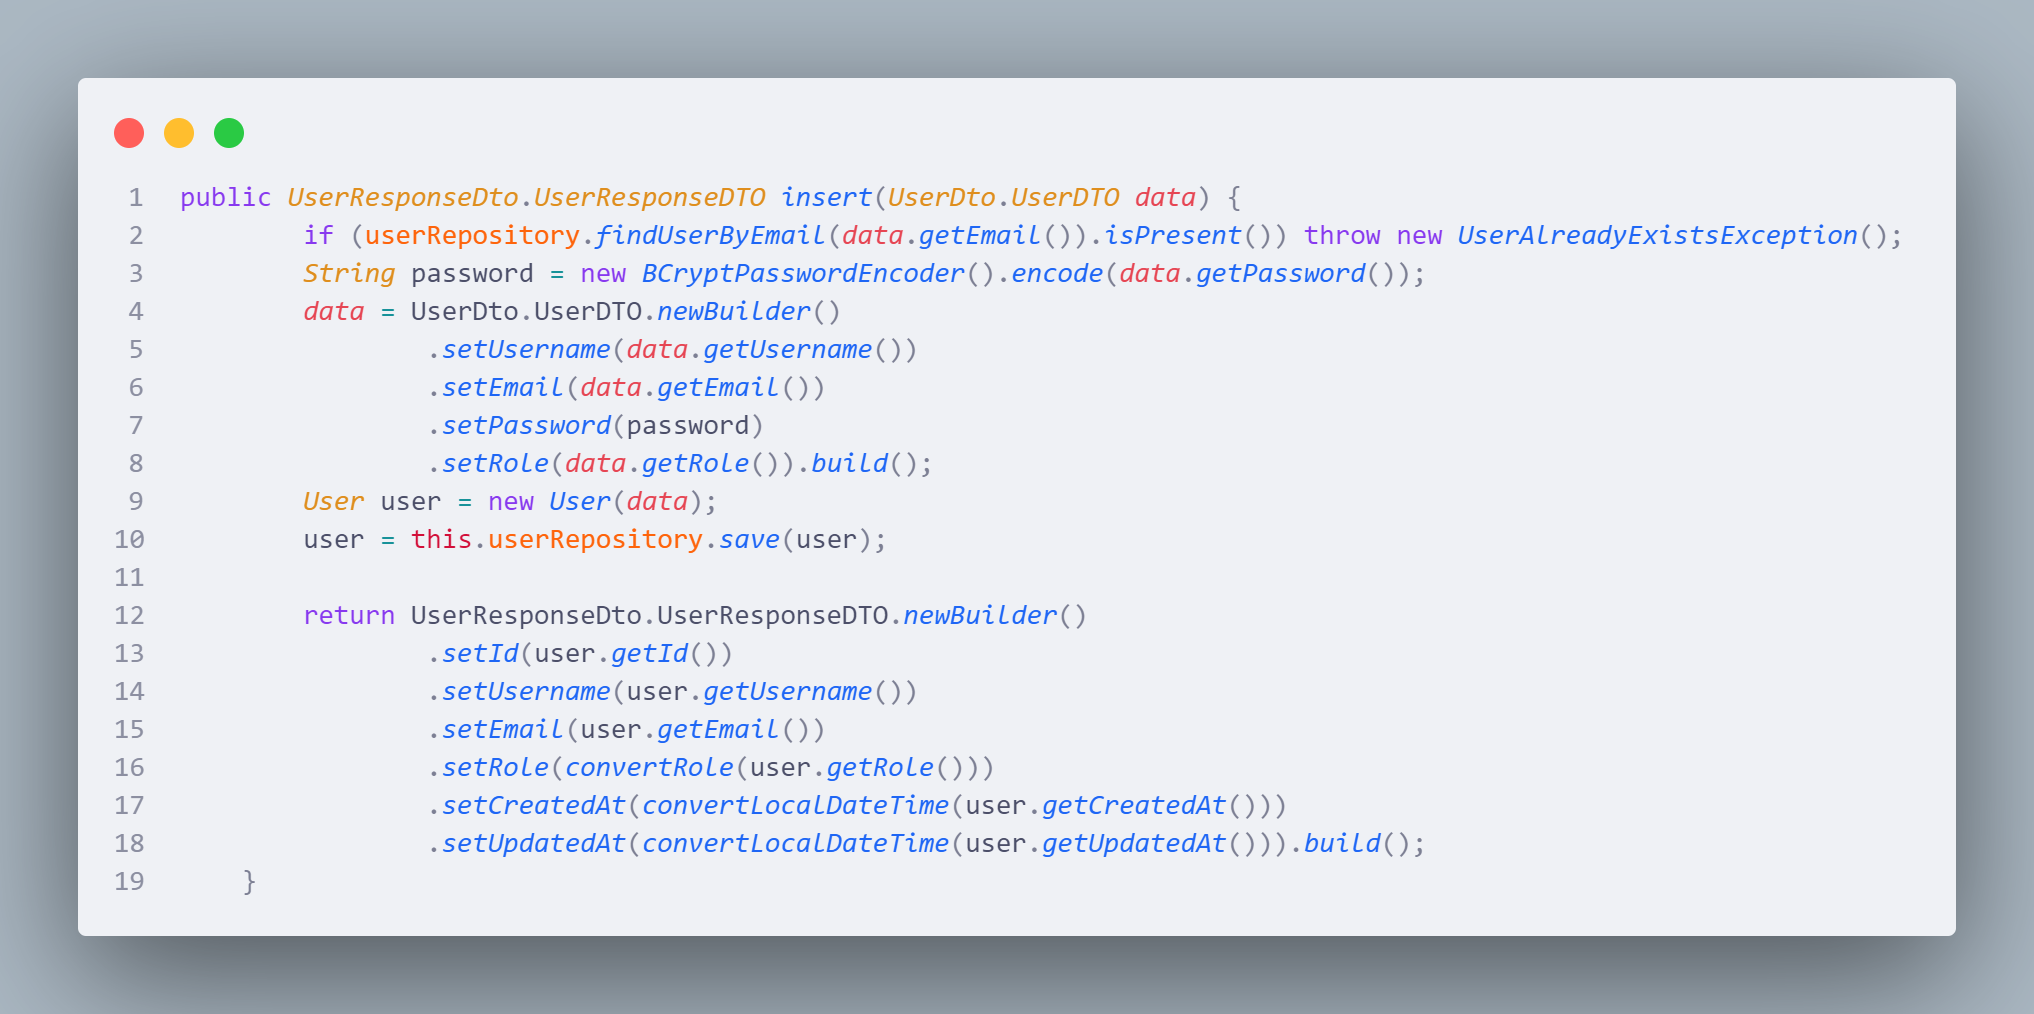 1 public UserResponseDto.UserResponseDTO insert(UserDto.UserDTO data) {
2         if (userRepository.findUserByEmail(data.getEmail()).isPresent()) throw new UserAlreadyExistsException();
3         String password = new BCryptPasswordEncoder().encode(data.getPassword());
4         data = UserDto.UserDTO.newBuilder()
5                 .setUsername(data.getUsername())
6                 .setEmail(data.getEmail())
7                 .setPassword(password)
8                 .setRole(data.getRole()).build();
9         User user = new User(data);
10         user = this.userRepository.save(user);
11
12         return UserResponseDto.UserResponseDTO.newBuilder()
13                 .setId(user.getId())
14                 .setUsername(user.getUsername())
15                 .setEmail(user.getEmail())
16                 .setRole(convertRole(user.getRole()))
17                 .setCreatedAt(convertLocalDateTime(user.getCreatedAt()))
18                 .setUpdatedAt(convertLocalDateTime(user.getUpdatedAt())).build();
19     }